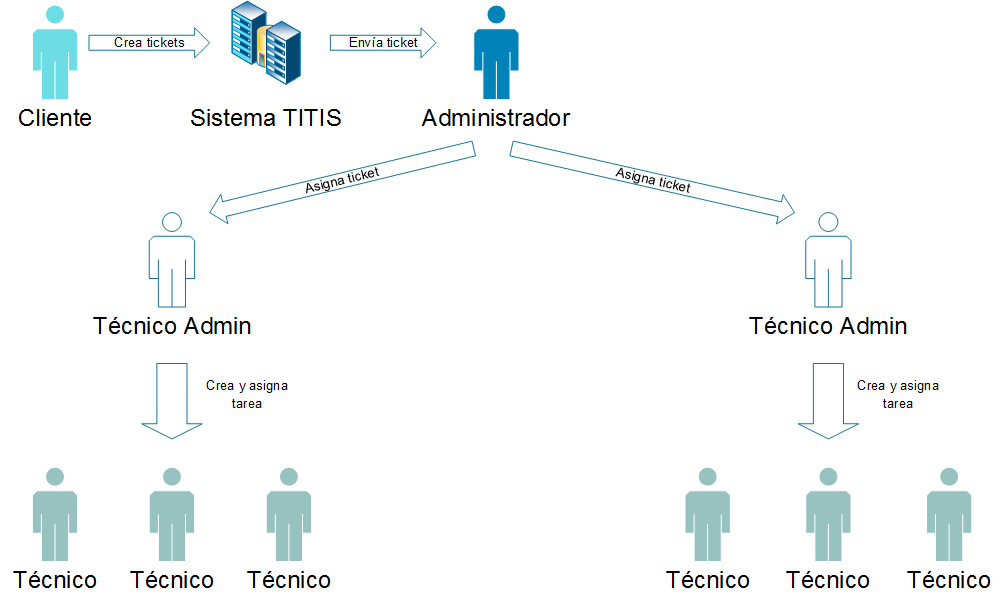 Crea tickets
Envía ticket
Cliente
Sistema TITIS
Administrador
Asigna ticket
Asigna ticket
Técnico Admin
Técnico Admin
Crea y asigna
tarea
Crea y asigna
tarea
Técnico
Técnico
Técnico
Técnico
Técnico
Técnico